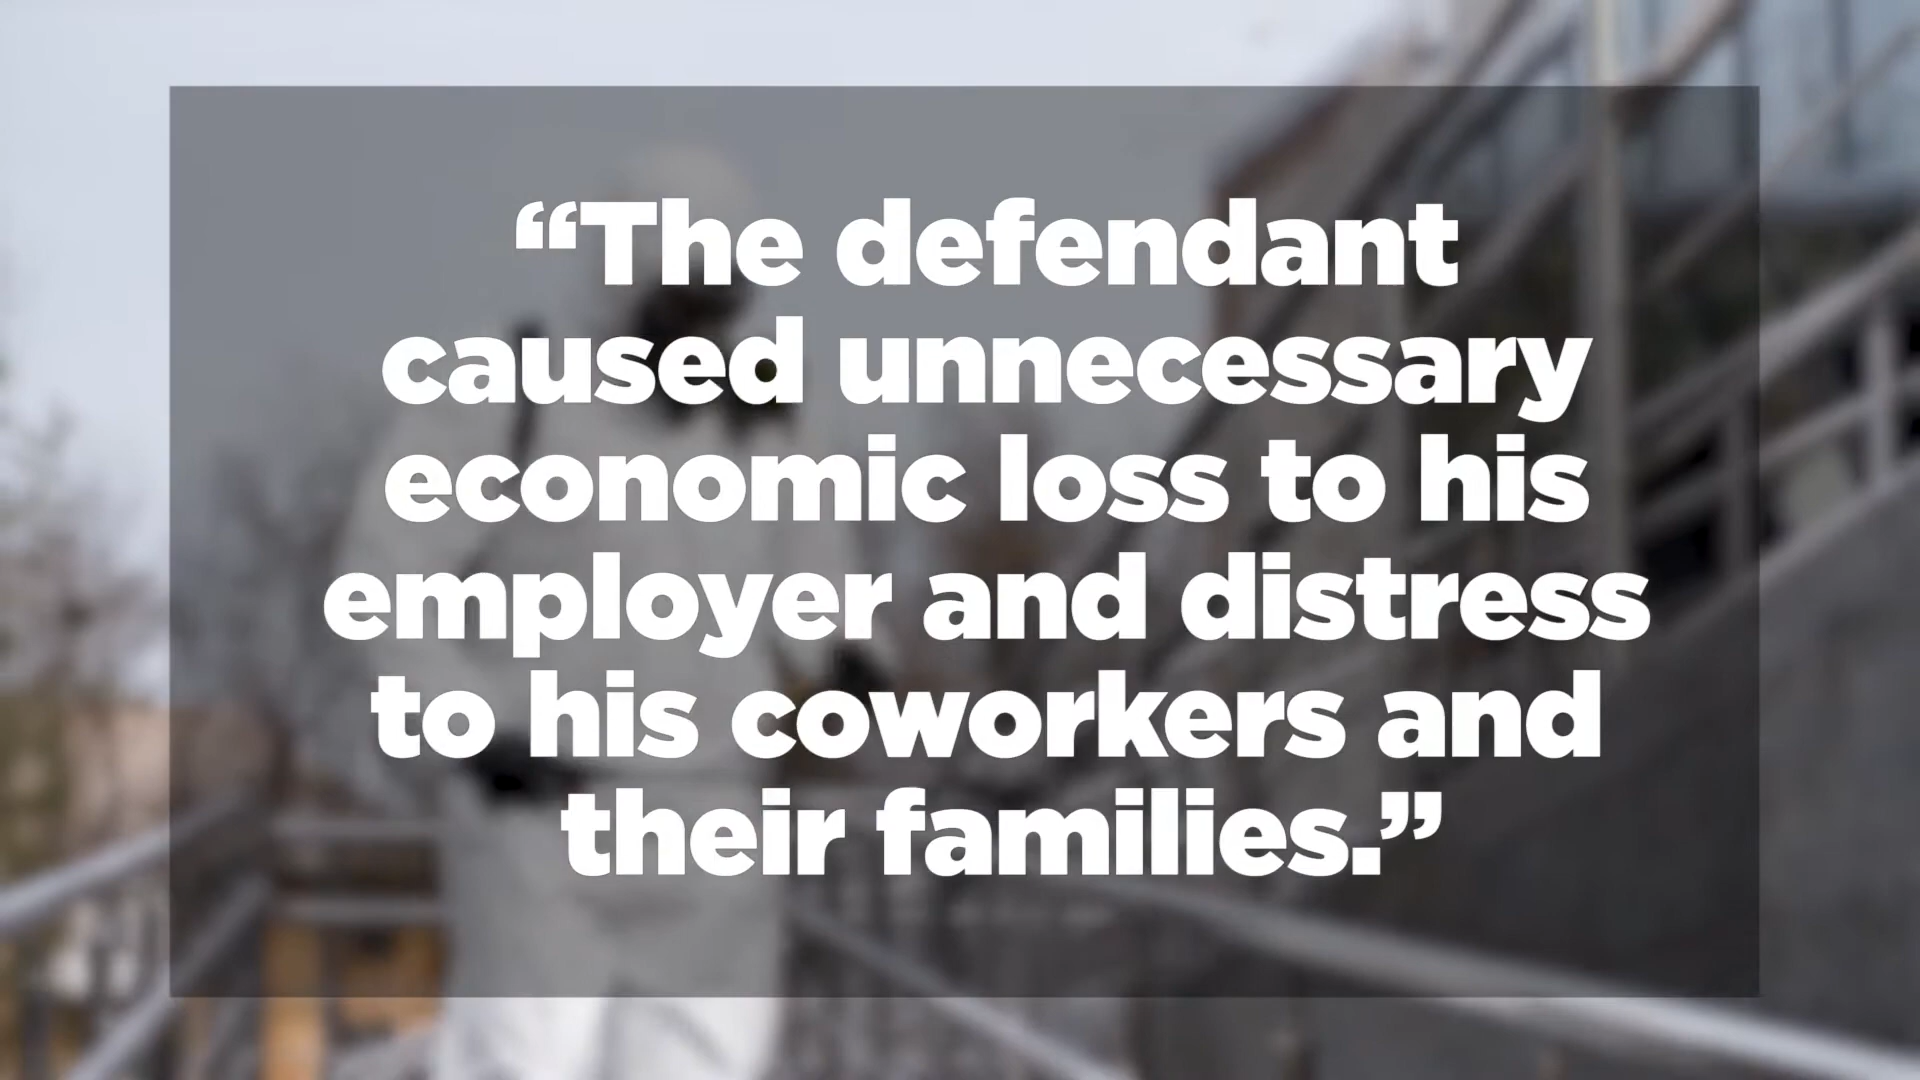 “The defendant
caused unnecessary
economic loss to his
employer and distress
to his coworkers and
their families.”